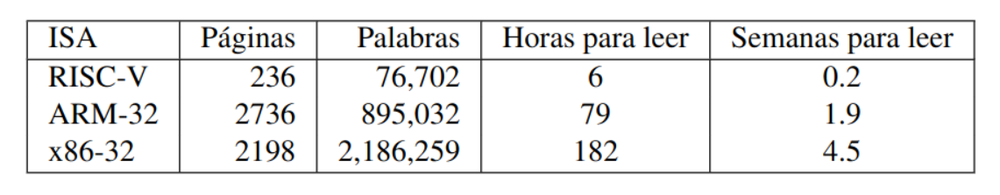 ISA Páginas Palabras Horas para leer Semanas para leer
RISC-V 236 76,702 6 0.2
ARM-32 2736 895,032 79 1.9
x86-32 2198 2,186,259 182 4.5